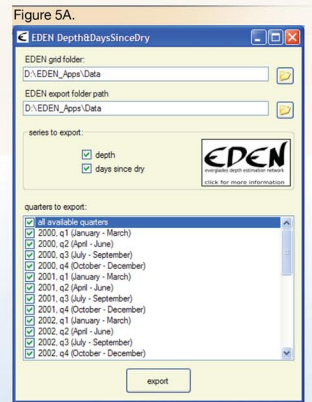 Figure 5A.
EDEN Depth&DaysSinceDry
EDEN grid folder:
D:\EDEN_Apps\Data
EDEN export folder path
D:\EDEN_Apps\Data
series to export:
depth
days since dry
EDEN
everglades depth estimation network
click for more information
quarters to export:
all available quarters
2000, q1 (January - March)
2000, q2 (April - June)
2000, q3 (July - September)
2000, q4 (October - December)
2001, q1 (January - March)
2001, q2 (April - June)
2001, q3 (July - September)
2001, q4 (October - December)
2002, q1 (January - March)
2002, q2 (April - June)
2002, q3 (July - September)
2002, q4 (October - December)
export